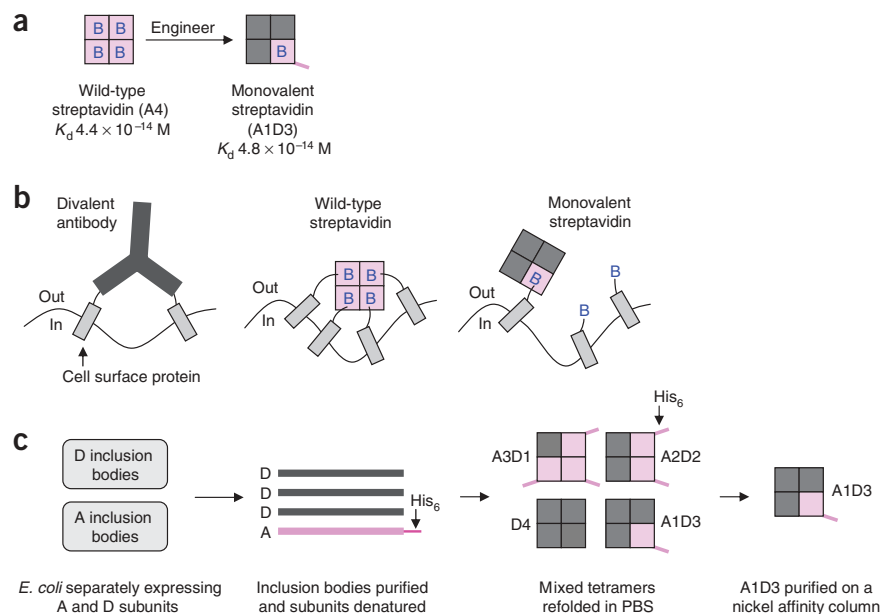 a
B B
B B
Engineer
B
Wild-type
streptavidin (A4)
Kd 4.4 × 10−14 M
Monovalent
streptavidin
(A1D3)
Kd 4.8 × 10−14 M
b
Divalent
antibody
Out
In
Cell surface protein
Wild-type
streptavidin
B B
B B
Out
In
Monovalent
streptavidin
B
B
B
Out
In
c
D inclusion
bodies
A inclusion
bodies
E. coli separately expressing
A and D subunits
D
D
D
A
His6
Inclusion bodies purified
and subunits denatured
His6
A3D1
A2D2
D4
A1D3
Mixed tetramers
refolded in PBS
A1D3
A1D3 purified on a
nickel affinity column